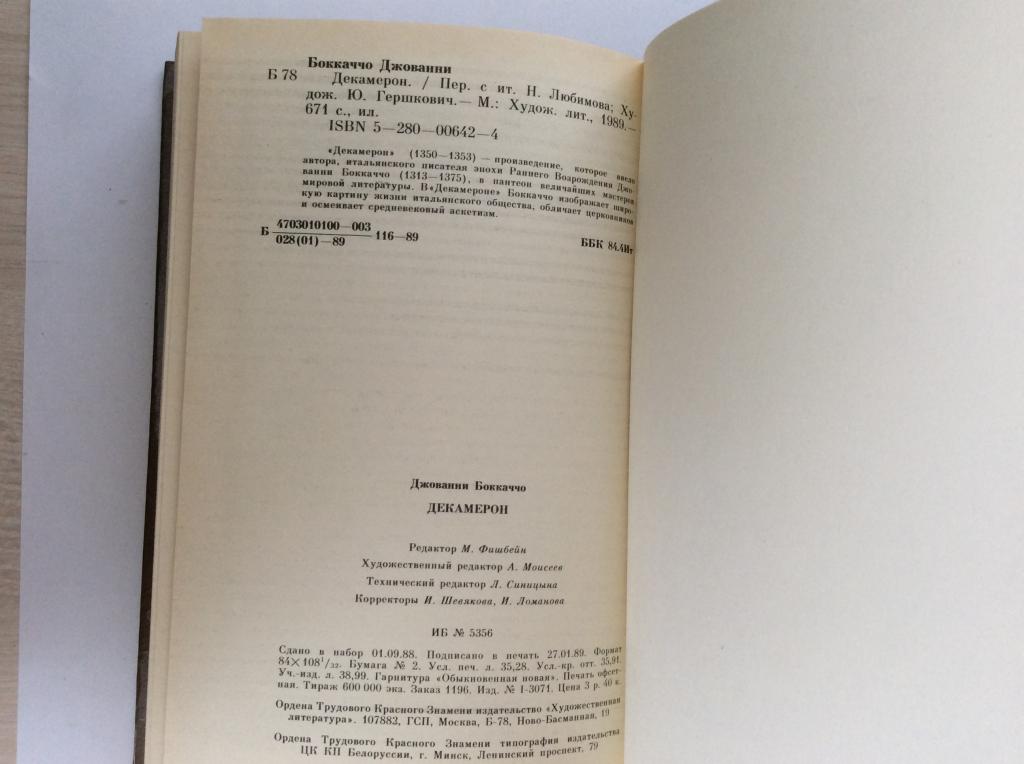 Боккаччо Джованни
Б 78 Декамерон. / Пер. с ит. Н. Любимова; Ху-
дож. Ю. Гершкович.— М.: Худож. лит., 1989.—
671 с., ил.
ISBN 5—280—00642—4
«Декамерон» (1350—1353) — произведение, которое ввело
автора, итальянского писателя эпохи Раннего Возрождения Джо-
ванни Боккаччо (1313—1375), в пантеон величайших мастеров
мировой литературы. В «Декамероне» Боккаччо изображает широ-
кую картину жизни итальянского общества, обличает церковников
и осмеивает средневековый аскетизм.
Б 4703010100—003
028(01)—89
116—89
ББК 84.4Ит
Джованни Боккаччо
ДЕКАМЕРОН
Редактор М. Фишбейн
Художественный редактор А. Моисеев
Технический редактор Л. Синицына
Корректоры И. Шевякова, И. Ломанова
ИБ № 5356
Сдано в набор 01.09.88. Подписано в печать 27.01.89. Формат
84×108¹/₃₂. Бумага № 2. Усл. печ. л. 35,28. Усл.-кр. отт. 35,91.
Уч.-изд. л. 38,99. Гарнитура «Обыкновенная новая». Печать офсет-
ная. Тираж 600 000 экз. Заказ 1196. Изд. № I-3071. Цена 3 р. 40 к.
Ордена Трудового Красного Знамени издательство «Художественная
литература». 107882, ГСП, Москва, Б-78, Ново-Басманная, 19
Ордена Трудового Красного Знамени типография издательства
ЦК КП Белоруссии, г. Минск, Ленинский проспект, 79